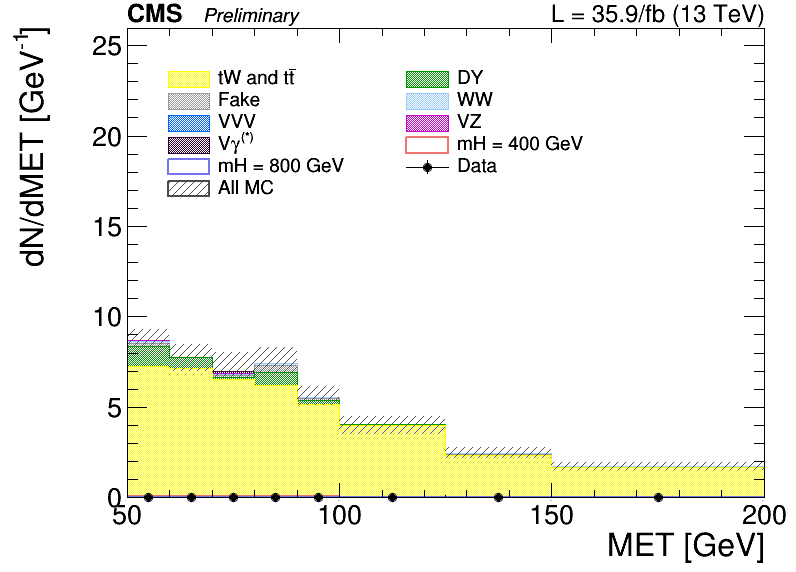 CMS Preliminary L = 35.9/fb (13 TeV)
dN/dMET [GeV⁻¹]
25
20
15
10
5
0
tW and tt̄ DY
Fake WW
VVV VZ
Vγ(*) mH = 400 GeV
mH = 800 GeV Data
All MC
50 100 150 200
MET [GeV]